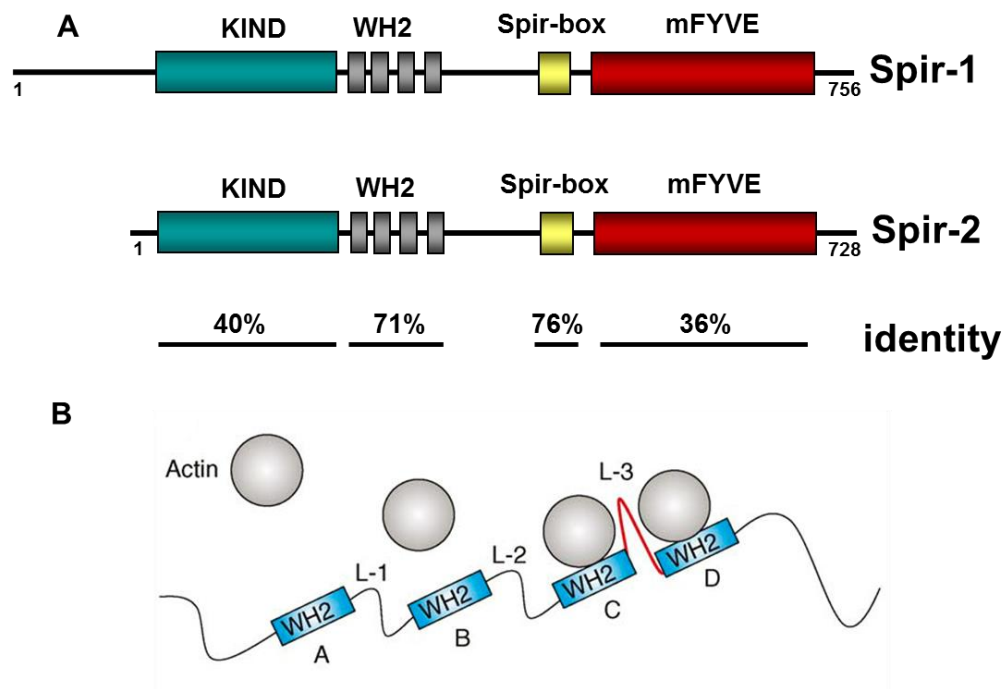 A
KIND WH2 Spir-box mFYVE
1 756 Spir-1
KIND WH2 Spir-box mFYVE
1 728 Spir-2
40% 71% 76% 36% identity
B
Actin L-1 L-2 L-3
WH2 WH2 WH2 WH2
A B C D